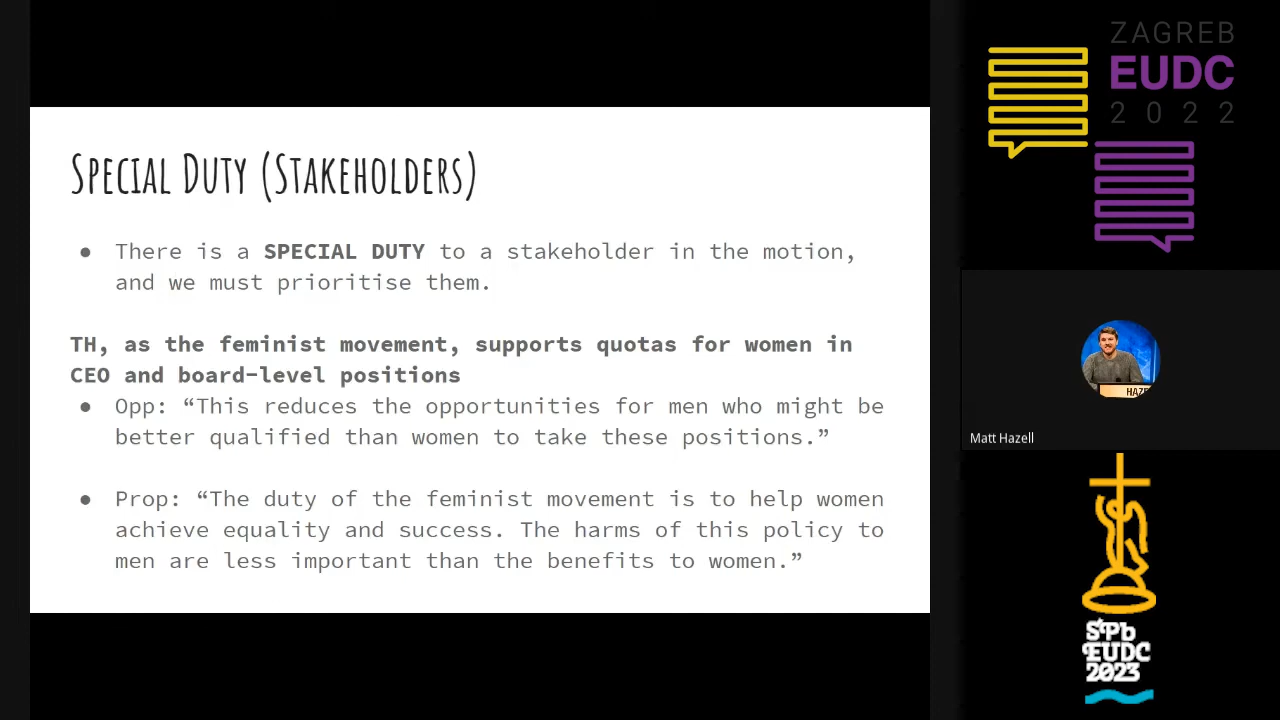 Special Duty (Stakeholders)
● There is a SPECIAL DUTY to a stakeholder in the motion,
and we must prioritise them.
TH, as the feminist movement, supports quotas for women in
CEO and board-level positions
● Opp: “This reduces the opportunities for men who might be
better qualified than women to take these positions.”
● Prop: “The duty of the feminist movement is to help women
achieve equality and success. The harms of this policy to
men are less important than the benefits to women.”
ZAGREB
EUDC
2022
HAZE
Matt Hazell
StPb
EUDC
2023